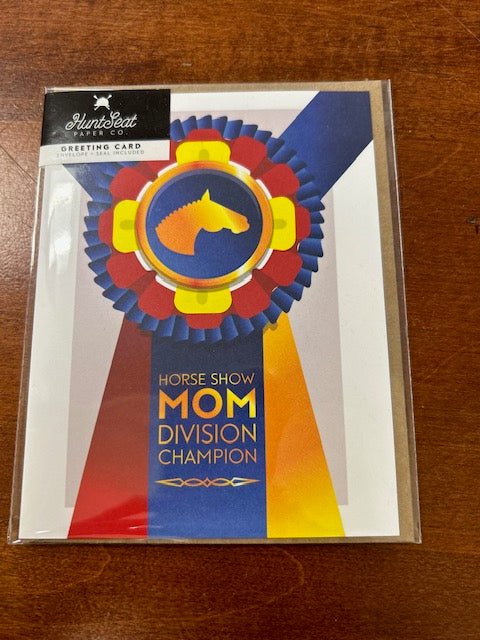 HuntSeat
PAPER CO.
GREETING CARD
ENVELOPE + SEAL INCLUDED
HORSE SHOW
MOM
DIVISION
CHAMPION